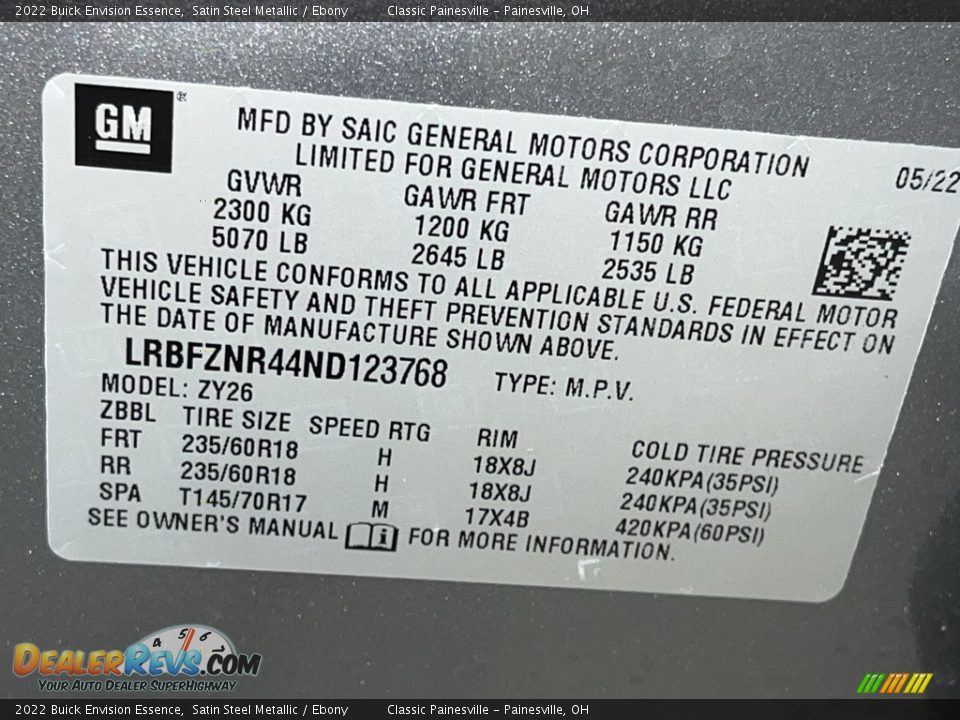 2022 Buick Envision Essence, Satin Steel Metallic / Ebony Classic Painesville - Painesville, OH
GM®
MFD BY SAIC GENERAL MOTORS CORPORATION
LIMITED FOR GENERAL MOTORS LLC
05/22
GVWR GAWR FRT GAWR RR
2300 KG 1200 KG 1150 KG
5070 LB 2645 LB 2535 LB
THIS VEHICLE CONFORMS TO ALL APPLICABLE U.S. FEDERAL MOTOR
VEHICLE SAFETY AND THEFT PREVENTION STANDARDS IN EFFECT ON
THE DATE OF MANUFACTURE SHOWN ABOVE.
LRBFZNR44ND123768 TYPE: M.P.V.
MODEL: ZY26
ZBBL TIRE SIZE SPEED RTG RIM COLD TIRE PRESSURE
FRT 235/60R18 H 18X8J 240KPA(35PSI)
RR 235/60R18 H 18X8J 240KPA(35PSI)
SPA T145/70R17 M 17X4B 420KPA(60PSI)
SEE OWNER'S MANUAL i FOR MORE INFORMATION.
4 5 6
DEALERREVS.COM
YOUR AUTO DEALER SUPERHIGHWAY
2022 Buick Envision Essence, Satin Steel Metallic / Ebony Classic Painesville - Painesville, OH